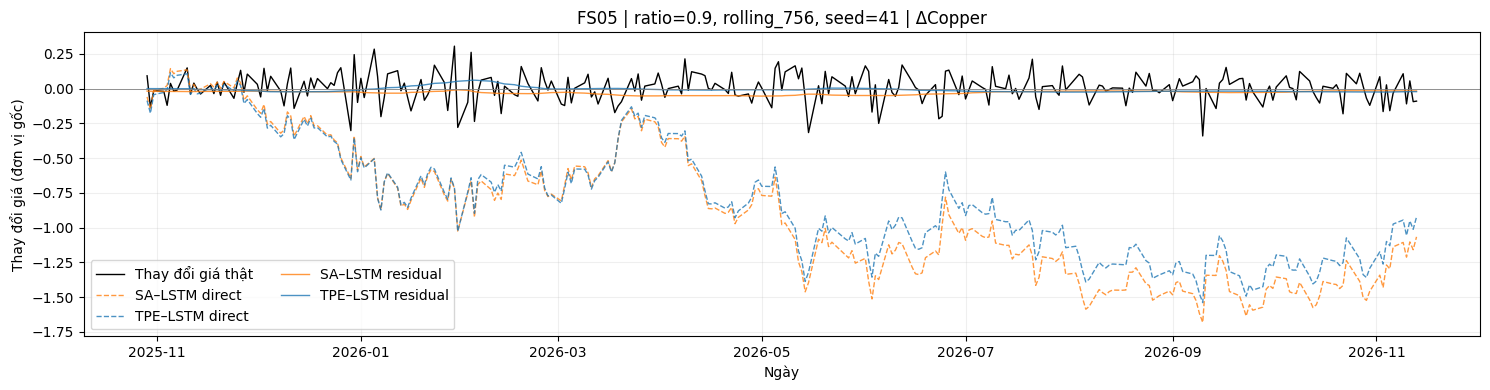 FS05 | ratio=0.9, rolling_756, seed=41 | ΔCopper
Thay đổi giá (đơn vị gốc)
0.25
0.00
−0.25
−0.50
−0.75
−1.00
−1.25
−1.50
−1.75
Thay đổi giá thật
SA–LSTM direct
TPE–LSTM direct
SA–LSTM residual
TPE–LSTM residual
2025-11
2026-01
2026-03
2026-05
2026-07
2026-09
2026-11
Ngày